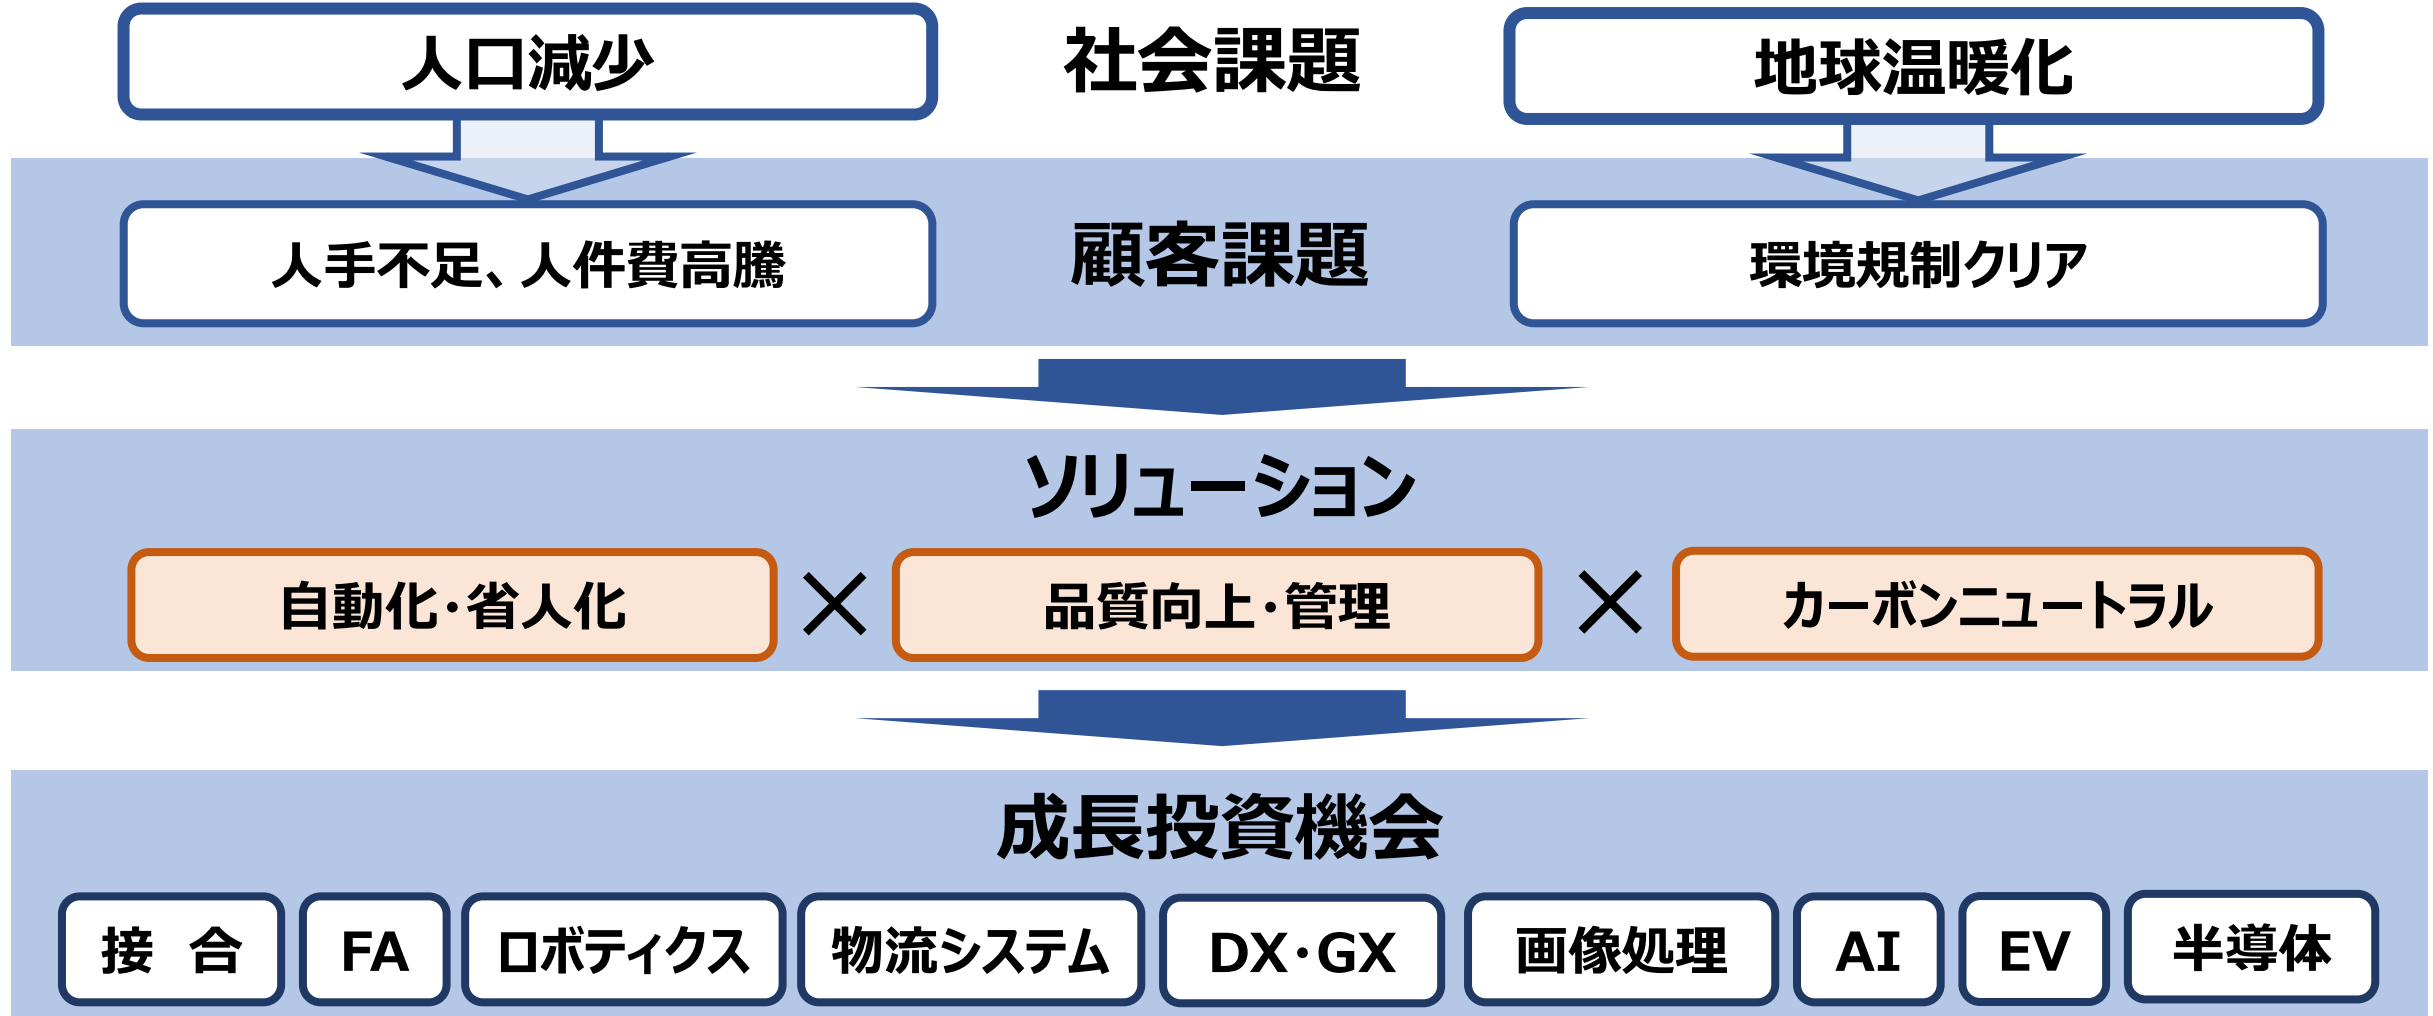 人口減少
社会課題
地球温暖化
人手不足、人件費高騰
顧客課題
環境規制クリア
ソリューション
自動化・省人化
×
品質向上・管理
×
カーボンニュートラル
成長投資機会
接　合
FA
ロボティクス
物流システム
DX・GX
画像処理
AI
EV
半導体